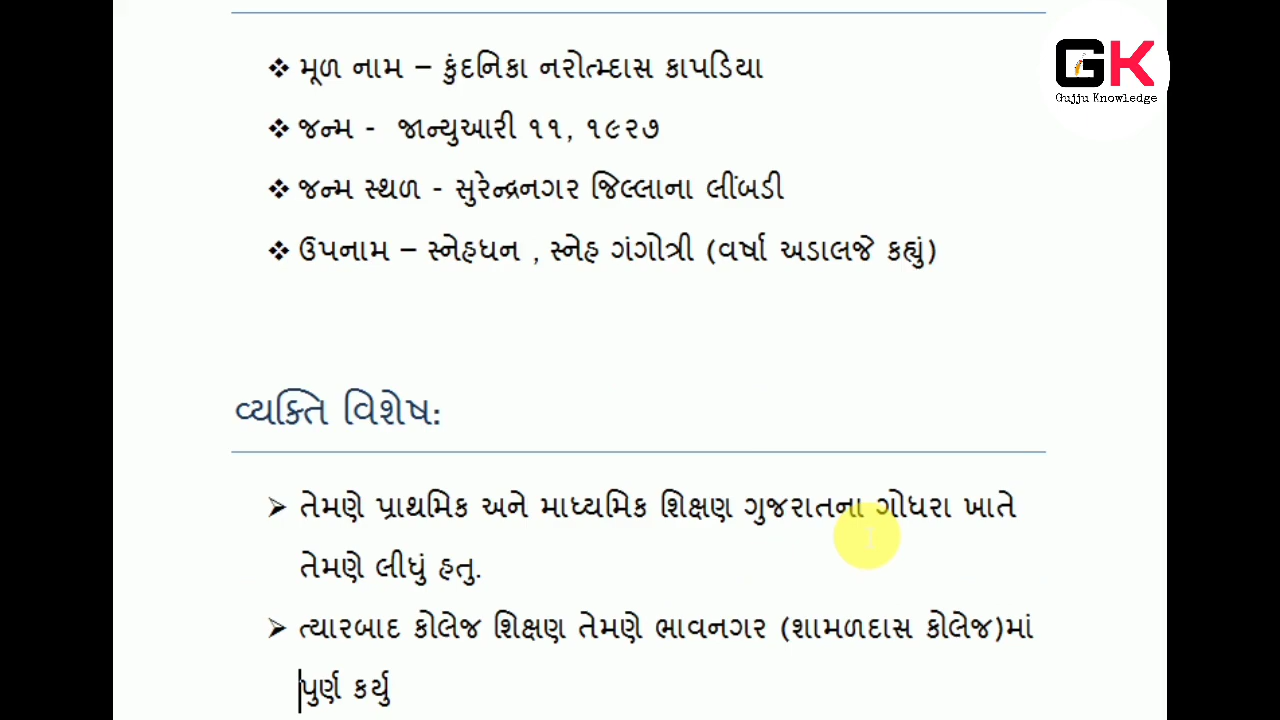 ❖ મૂળ નામ – કુંદનિકા નરોત્મદાસ કાપડિયા
GK
Gujju Knowledge
❖ જન્મ - જાન્યુઆરી ૧૧, ૧૯૨૭
❖ જન્મ સ્થળ - સુરેન્દ્રનગર જિલ્લાના લીંબડી
❖ ઉપનામ – સ્નેહધન , સ્નેહ ગંગોત્રી (વર્ષા અડાલજે કહ્યું)
વ્યક્તિ વિશેષ:
➢ તેમણે પ્રાથમિક અને માધ્યમિક શિક્ષણ ગુજરાતના ગોધરા ખાતે
તેમણે લીધું હતુ.
➢ ત્યારબાદ કોલેજ શિક્ષણ તેમણે ભાવનગર (શામળદાસ કોલેજ)માં
પુર્ણ કર્યુ